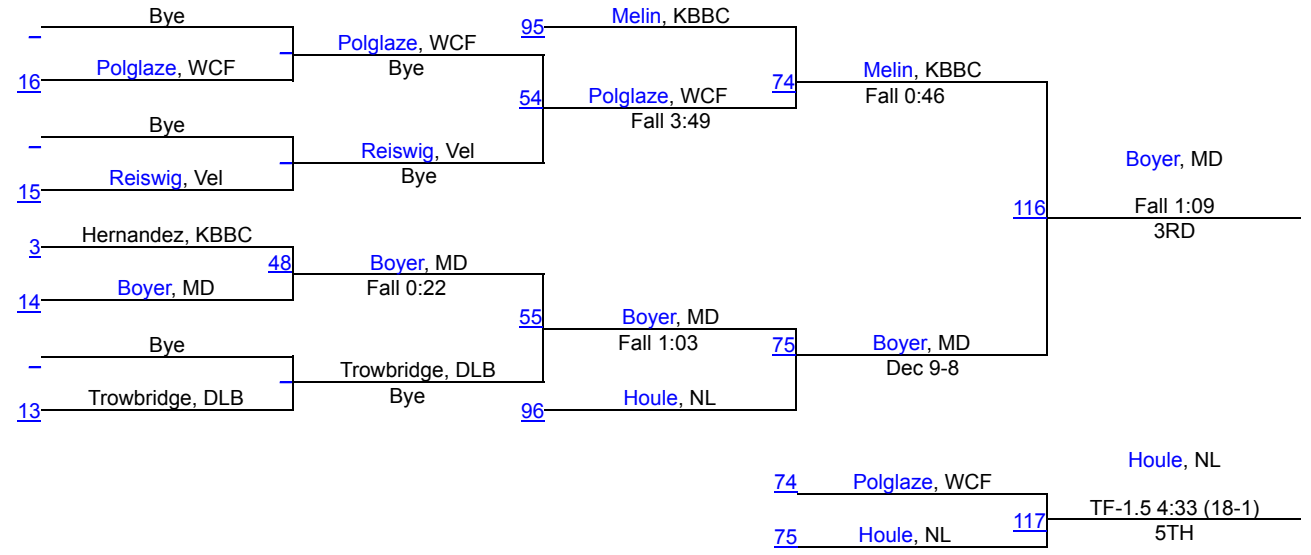 Bye
–
Polglaze, WCF
16
–
Polglaze, WCF
Bye
Bye
–
Reiswig, Vel
15
–
Reiswig, Vel
Bye
54
Polglaze, WCF
Fall 3:49
95
Melin, KBBC
74
Melin, KBBC
Fall 0:46
3
Hernandez, KBBC
14
Boyer, MD
48
Boyer, MD
Fall 0:22
Bye
–
Trowbridge, DLB
13
–
Trowbridge, DLB
Bye
55
Boyer, MD
Fall 1:03
96
Houle, NL
75
Boyer, MD
Dec 9-8
116
Boyer, MD
Fall 1:09
3RD
74
Polglaze, WCF
75
Houle, NL
117
Houle, NL
TF-1.5 4:33 (18-1)
5TH